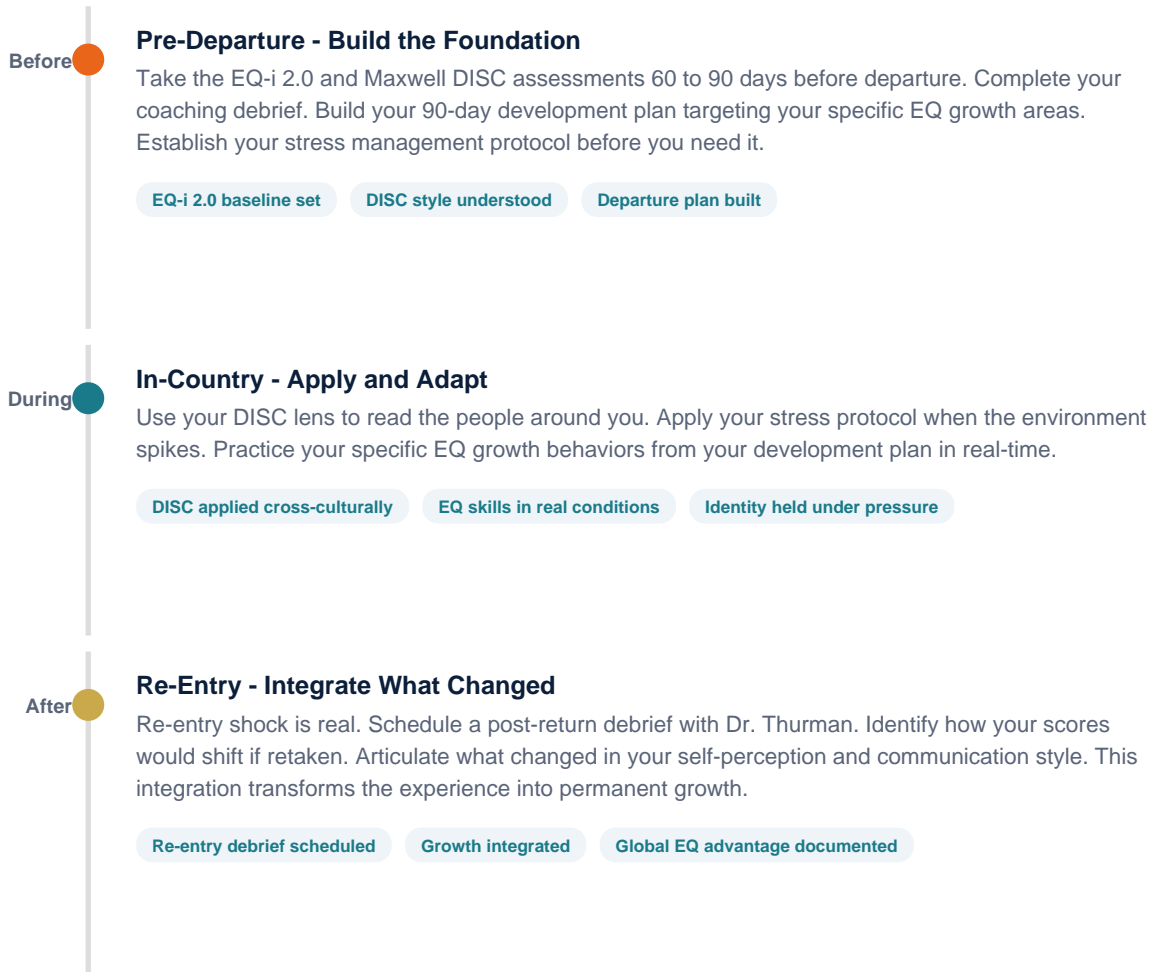 Before
Pre-Departure - Build the Foundation
Take the EQ-i 2.0 and Maxwell DISC assessments 60 to 90 days before departure. Complete your
coaching debrief. Build your 90-day development plan targeting your specific EQ growth areas.
Establish your stress management protocol before you need it.
EQ-i 2.0 baseline set DISC style understood Departure plan built
During
In-Country - Apply and Adapt
Use your DISC lens to read the people around you. Apply your stress protocol when the environment
spikes. Practice your specific EQ growth behaviors from your development plan in real-time.
DISC applied cross-culturally EQ skills in real conditions Identity held under pressure
After
Re-Entry - Integrate What Changed
Re-entry shock is real. Schedule a post-return debrief with Dr. Thurman. Identify how your scores
would shift if retaken. Articulate what changed in your self-perception and communication style. This
integration transforms the experience into permanent growth.
Re-entry debrief scheduled Growth integrated Global EQ advantage documented